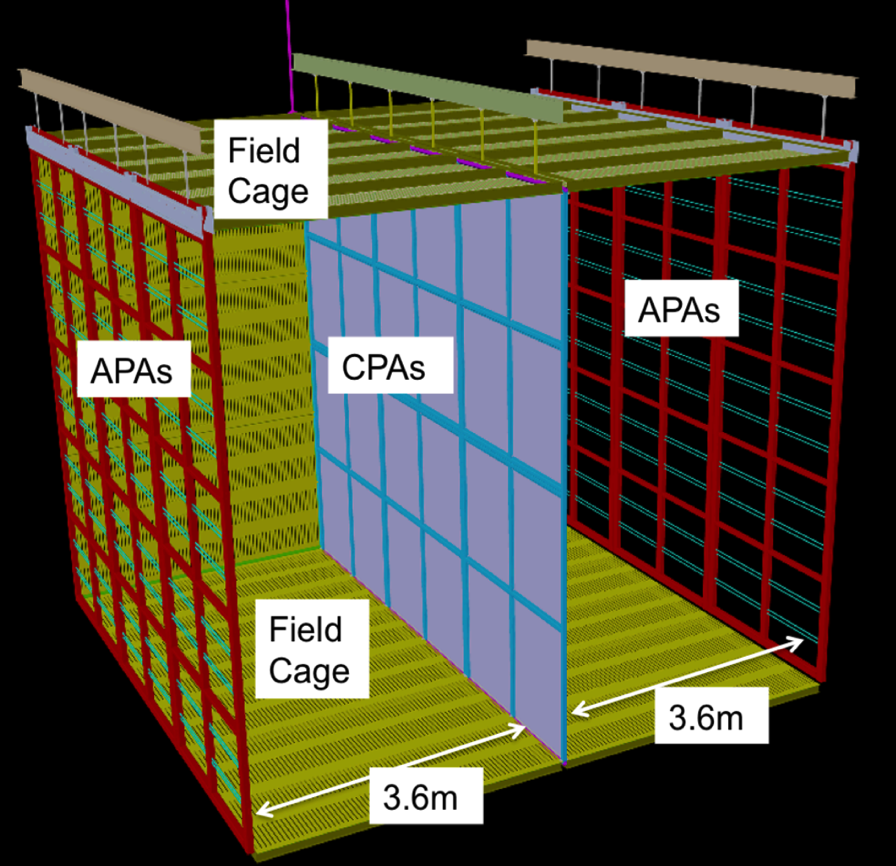 Field
Cage
APAs
APAs
CPAs
Field
Cage
3.6m
3.6m